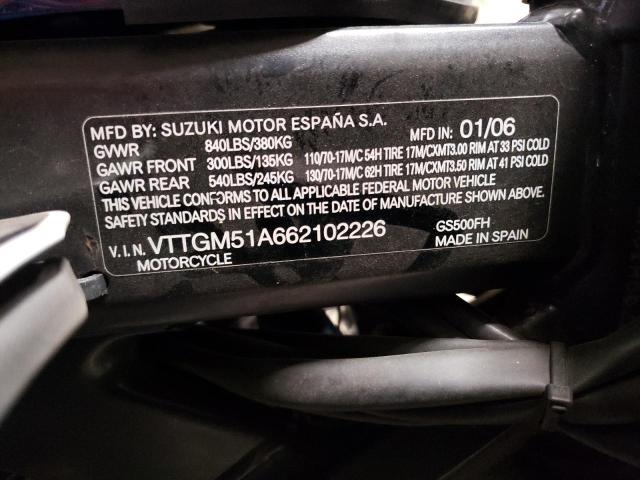 MFD BY: SUZUKI MOTOR ESPAÑA S.A. MFD IN: 01/06
GVWR 840LBS/380KG
GAWR FRONT 300LBS/135KG 110/70-17M/C 54H TIRE 17M/CXMT3.00 RIM AT 33 PSI COLD
GAWR REAR 540LBS/245KG 130/70-17M/C 62H TIRE 17M/CXMT3.50 RIM AT 41 PSI COLD
THIS VEHICLE CONFORMS TO ALL APPLICABLE FEDERAL MOTOR VEHICLE
SAFETY STANDARDS IN EFFECT ON THE DATE OF MANUFACTURE SHOWN ABOVE.
V.I.N. VTTGM51A662102226 GS500FH
MOTORCYCLE MADE IN SPAIN